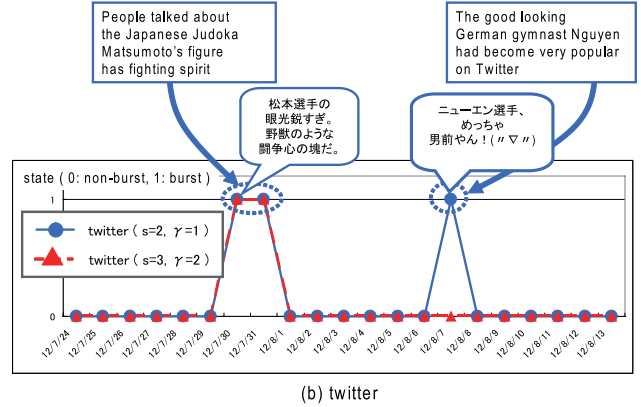 People talked about
the Japanese Judoka
Matsumoto's figure
has fighting spirit
The good looking
German gymnast Nguyen
had become very popular
on Twitter
松本選手の
眼光鋭すぎ。
野獣のような
闘争心の塊だ。
ニューエン選手、
めっちゃ
男前やん！(〃▽〃)
state ( 0: non-burst, 1: burst )
1
twitter ( s=2, γ=1 )
twitter ( s=3, γ=2 )
0
12/7/24
12/7/25
12/7/26
12/7/27
12/7/28
12/7/29
12/7/30
12/7/31
12/8/1
12/8/2
12/8/3
12/8/4
12/8/5
12/8/6
12/8/7
12/8/8
12/8/9
12/8/10
12/8/11
12/8/12
12/8/13
(b) twitter